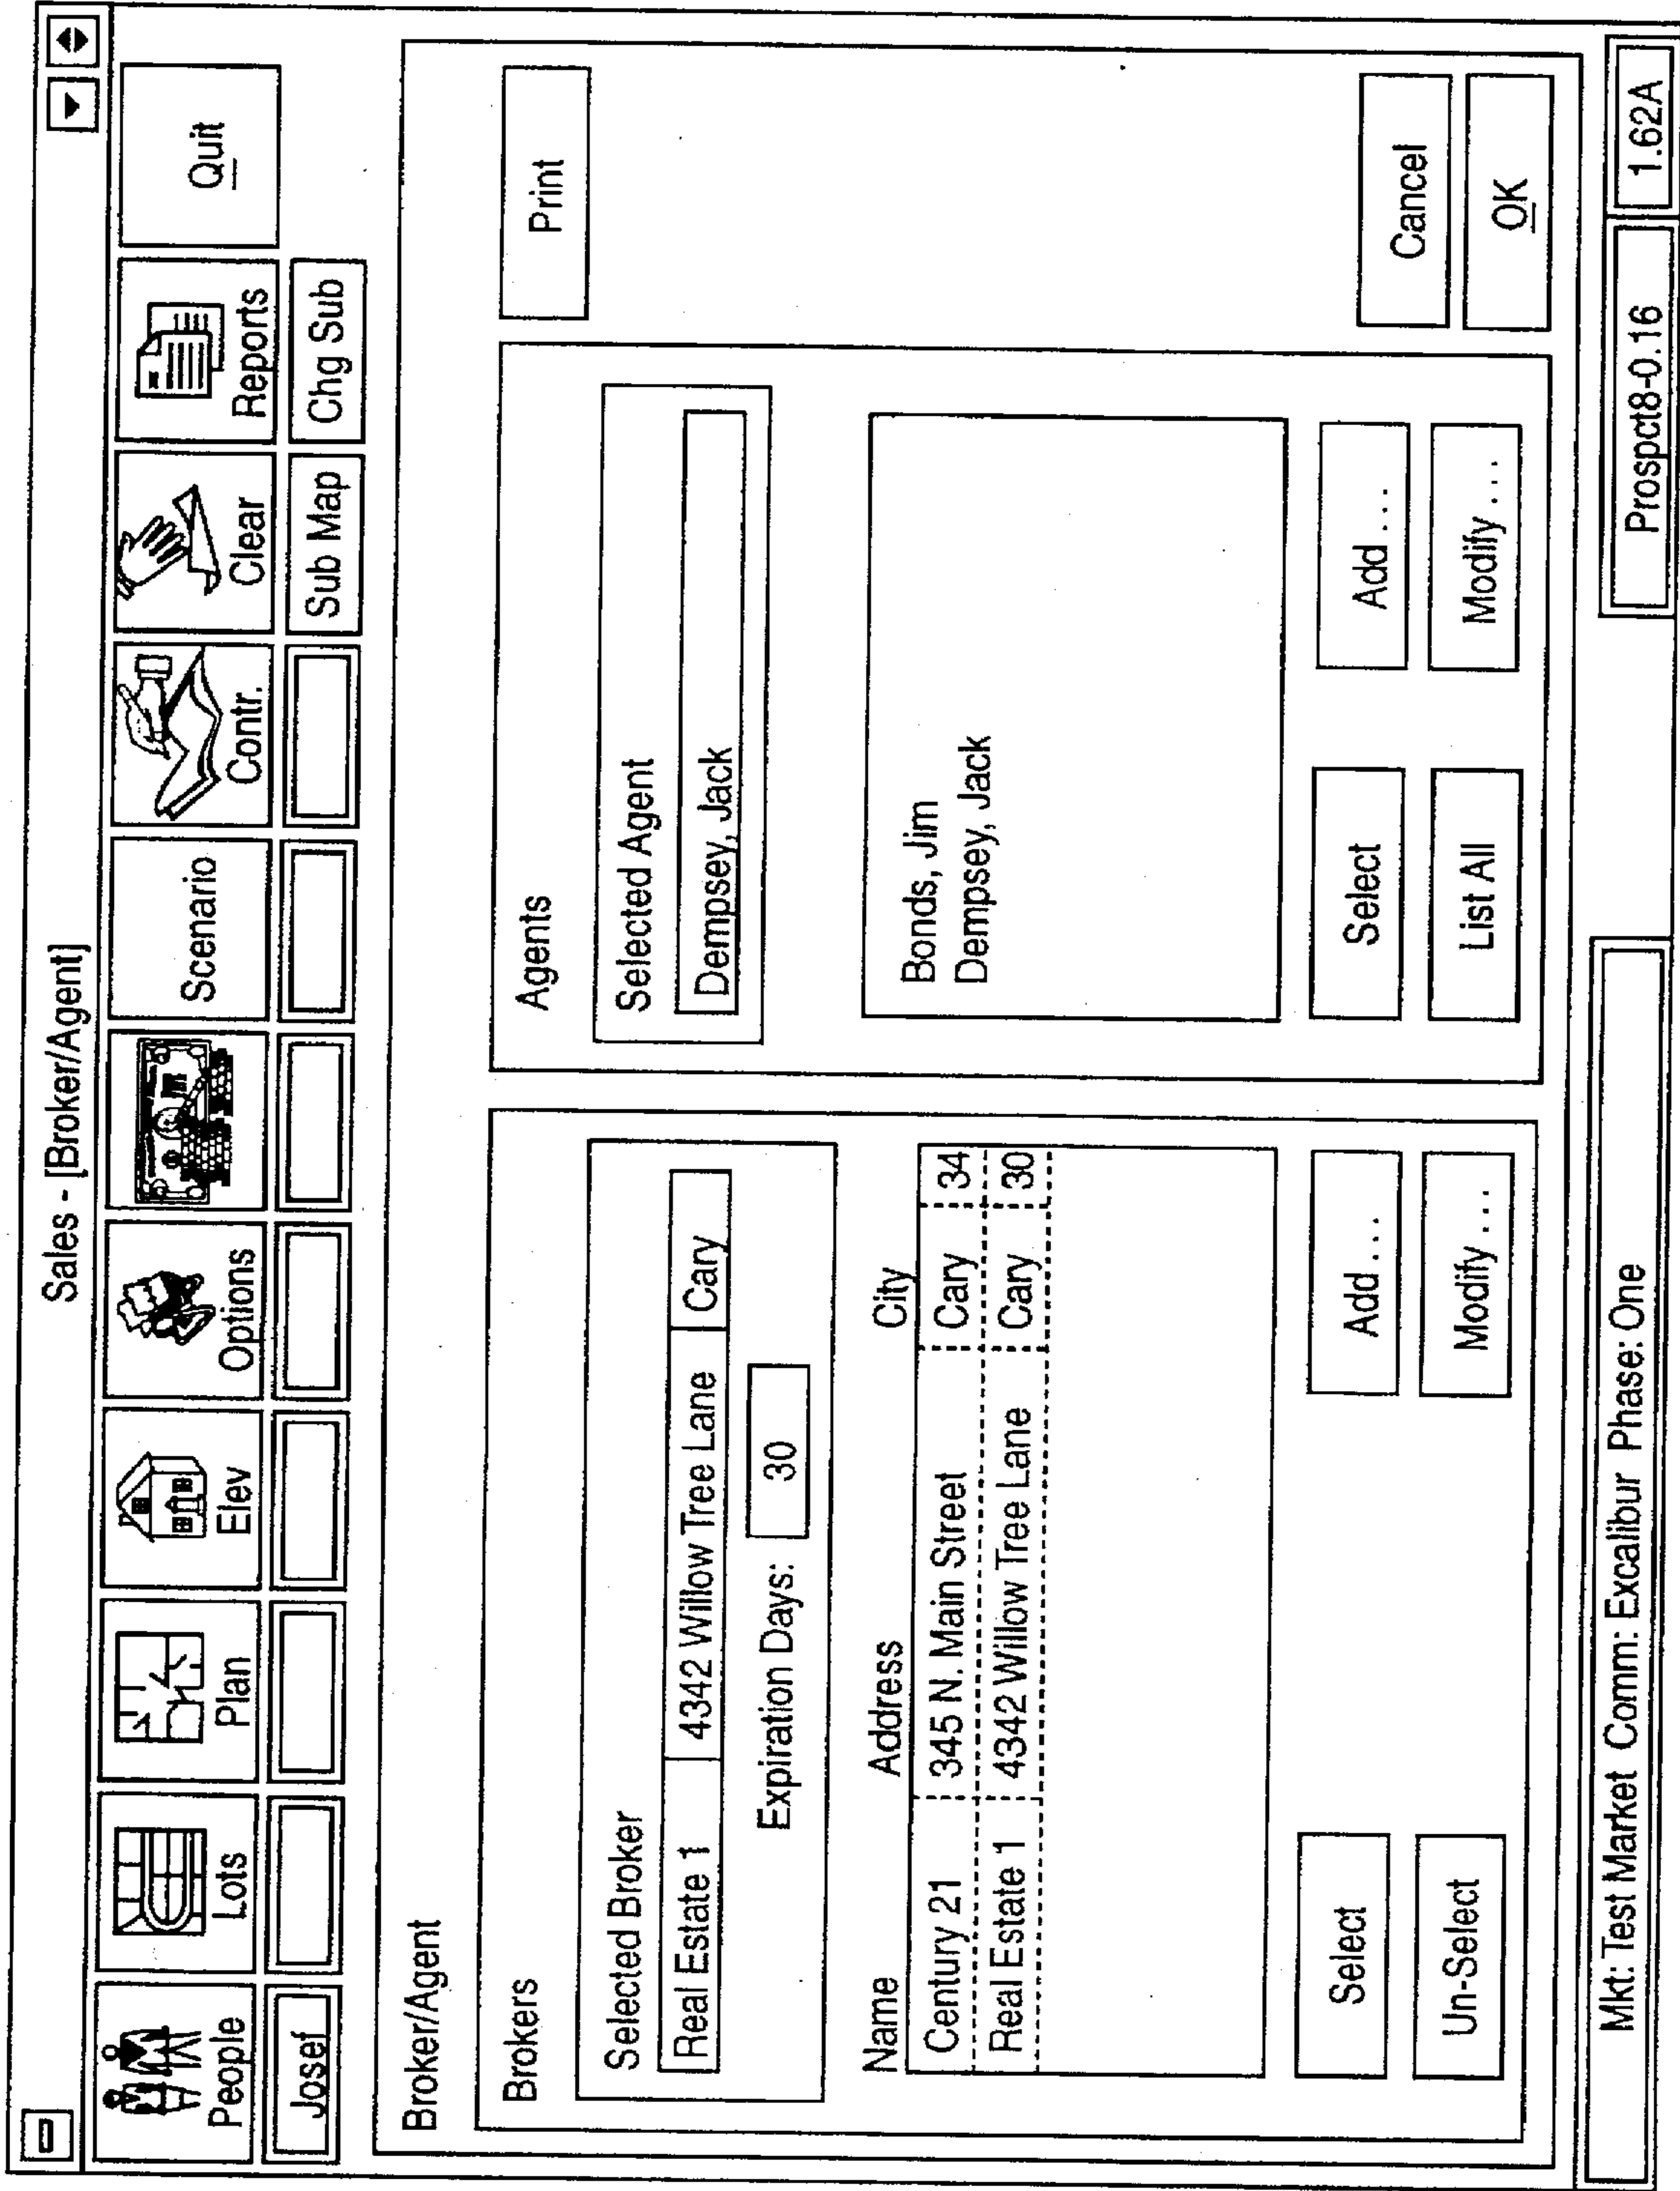 Sales - [Broker/Agent]
People Lots Plan Elev Options Scenario Contr. Clear Reports Quit
Josef Sub Map Chg Sub
Broker/Agent
Brokers
Selected Broker
Real Estate 1 4342 Willow Tree Lane Cary
Expiration Days: 30
Name Address City
Century 21 345 N. Main Street Cary 34
Real Estate 1 4342 Willow Tree Lane Cary 30
Select Add...
Un-Select Modify...
Agents
Selected Agent
Dempsey, Jack
Bonds, Jim
Dempsey, Jack
Select Add...
List All Modify...
Print
Cancel
OK
Mkt: Test Market Comm: Excalibur Phase: One Prospct8-0.16 1.62A